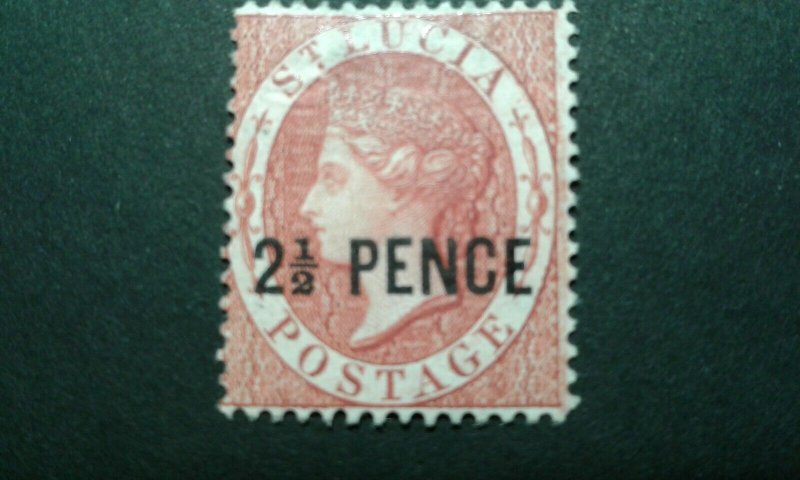 ST LUCIA
2½ PENCE
POSTAGE